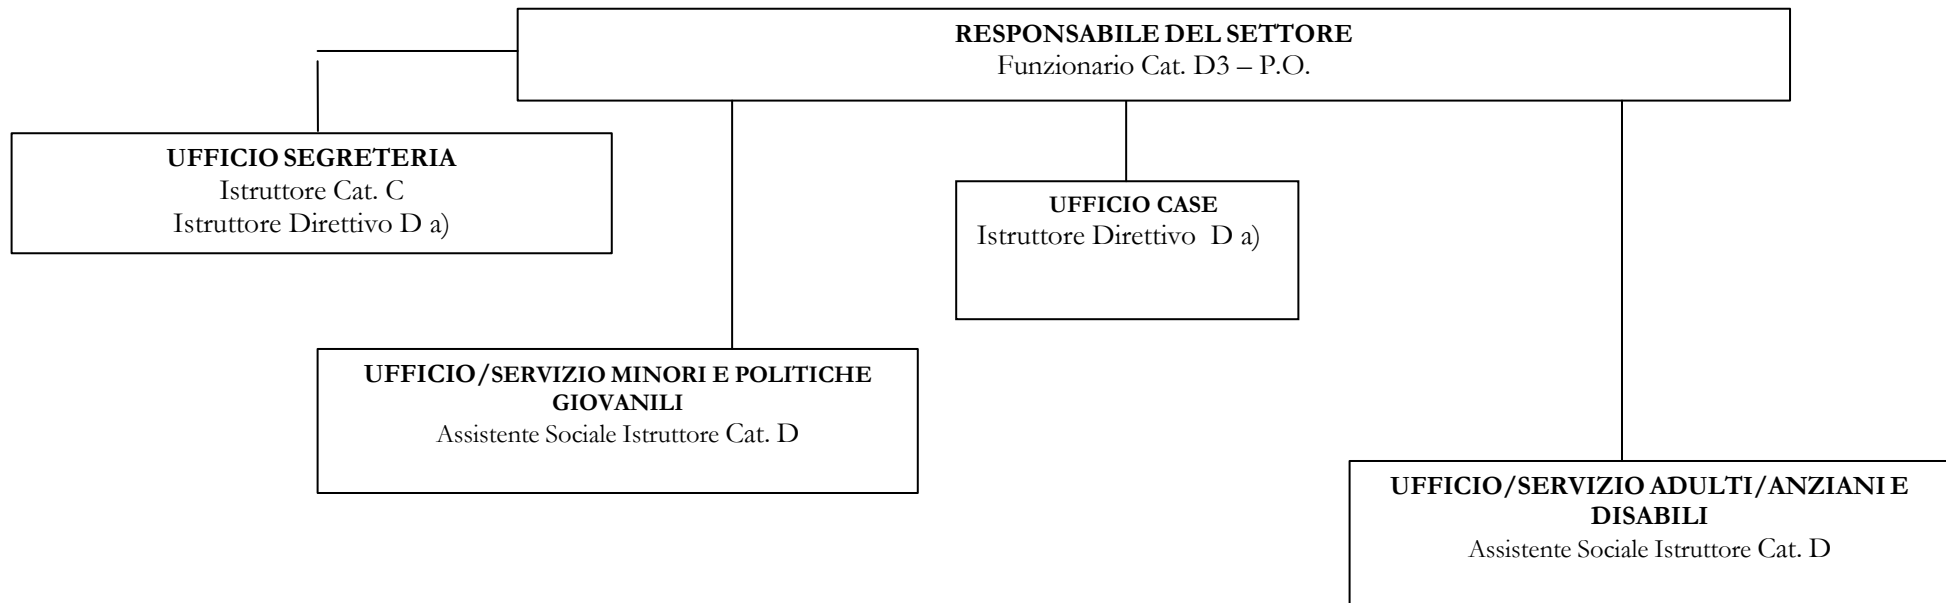 RESPONSABILE DEL SETTORE
Funzionario Cat. D3 – P.O.
UFFICIO SEGRETERIA
Istruttore Cat. C
Istruttore Direttivo D a)
UFFICIO CASE
Istruttore Direttivo D a)
UFFICIO/SERVIZIO MINORI E POLITICHE
GIOVANILI
Assistente Sociale Istruttore Cat. D
UFFICIO/SERVIZIO ADULTI/ANZIANI E
DISABILI
Assistente Sociale Istruttore Cat. D